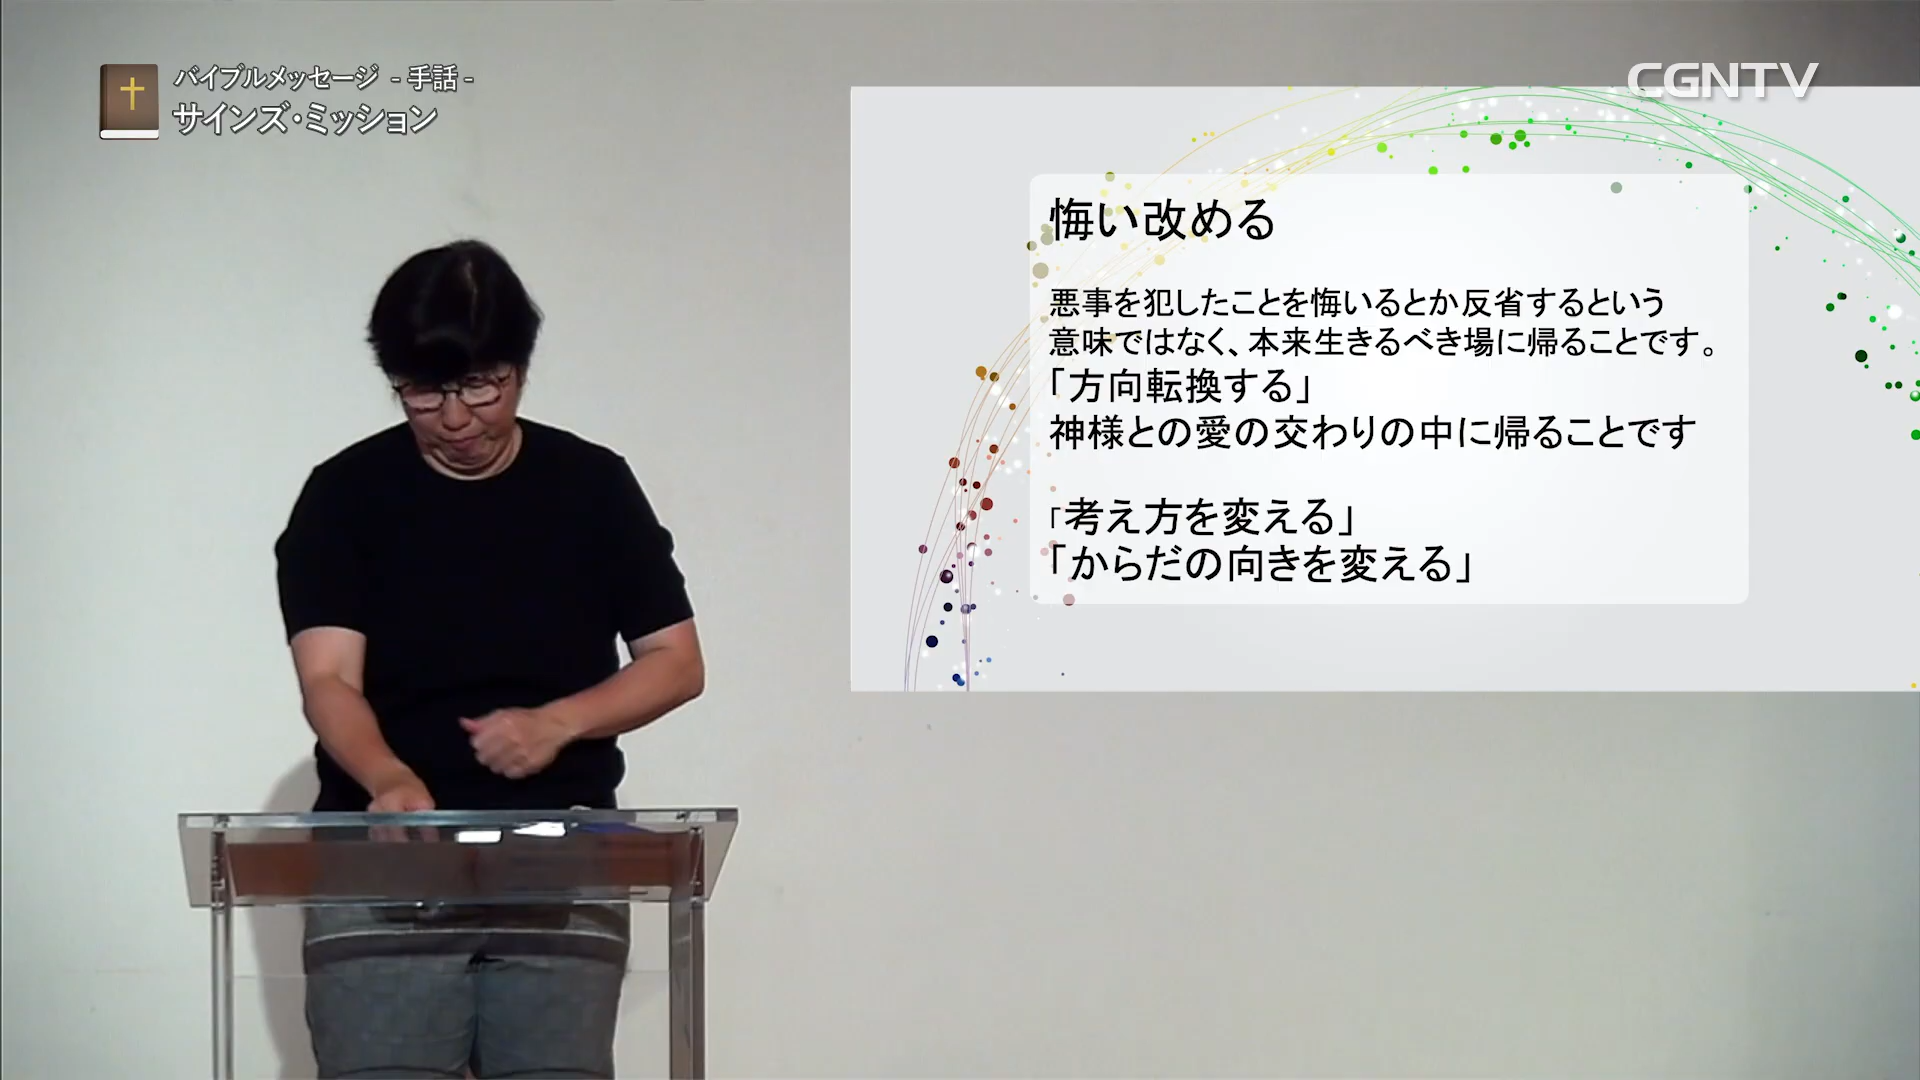 バイブルメッセージ -手話-
サインズ・ミッション
CGNTV
悔い改める
悪事を犯したことを悔いるとか反省するという
意味ではなく、本来生きるべき場に帰ることです。
「方向転換する」
神様との愛の交わりの中に帰ることです
「考え方を変える」
「からだの向きを変える」